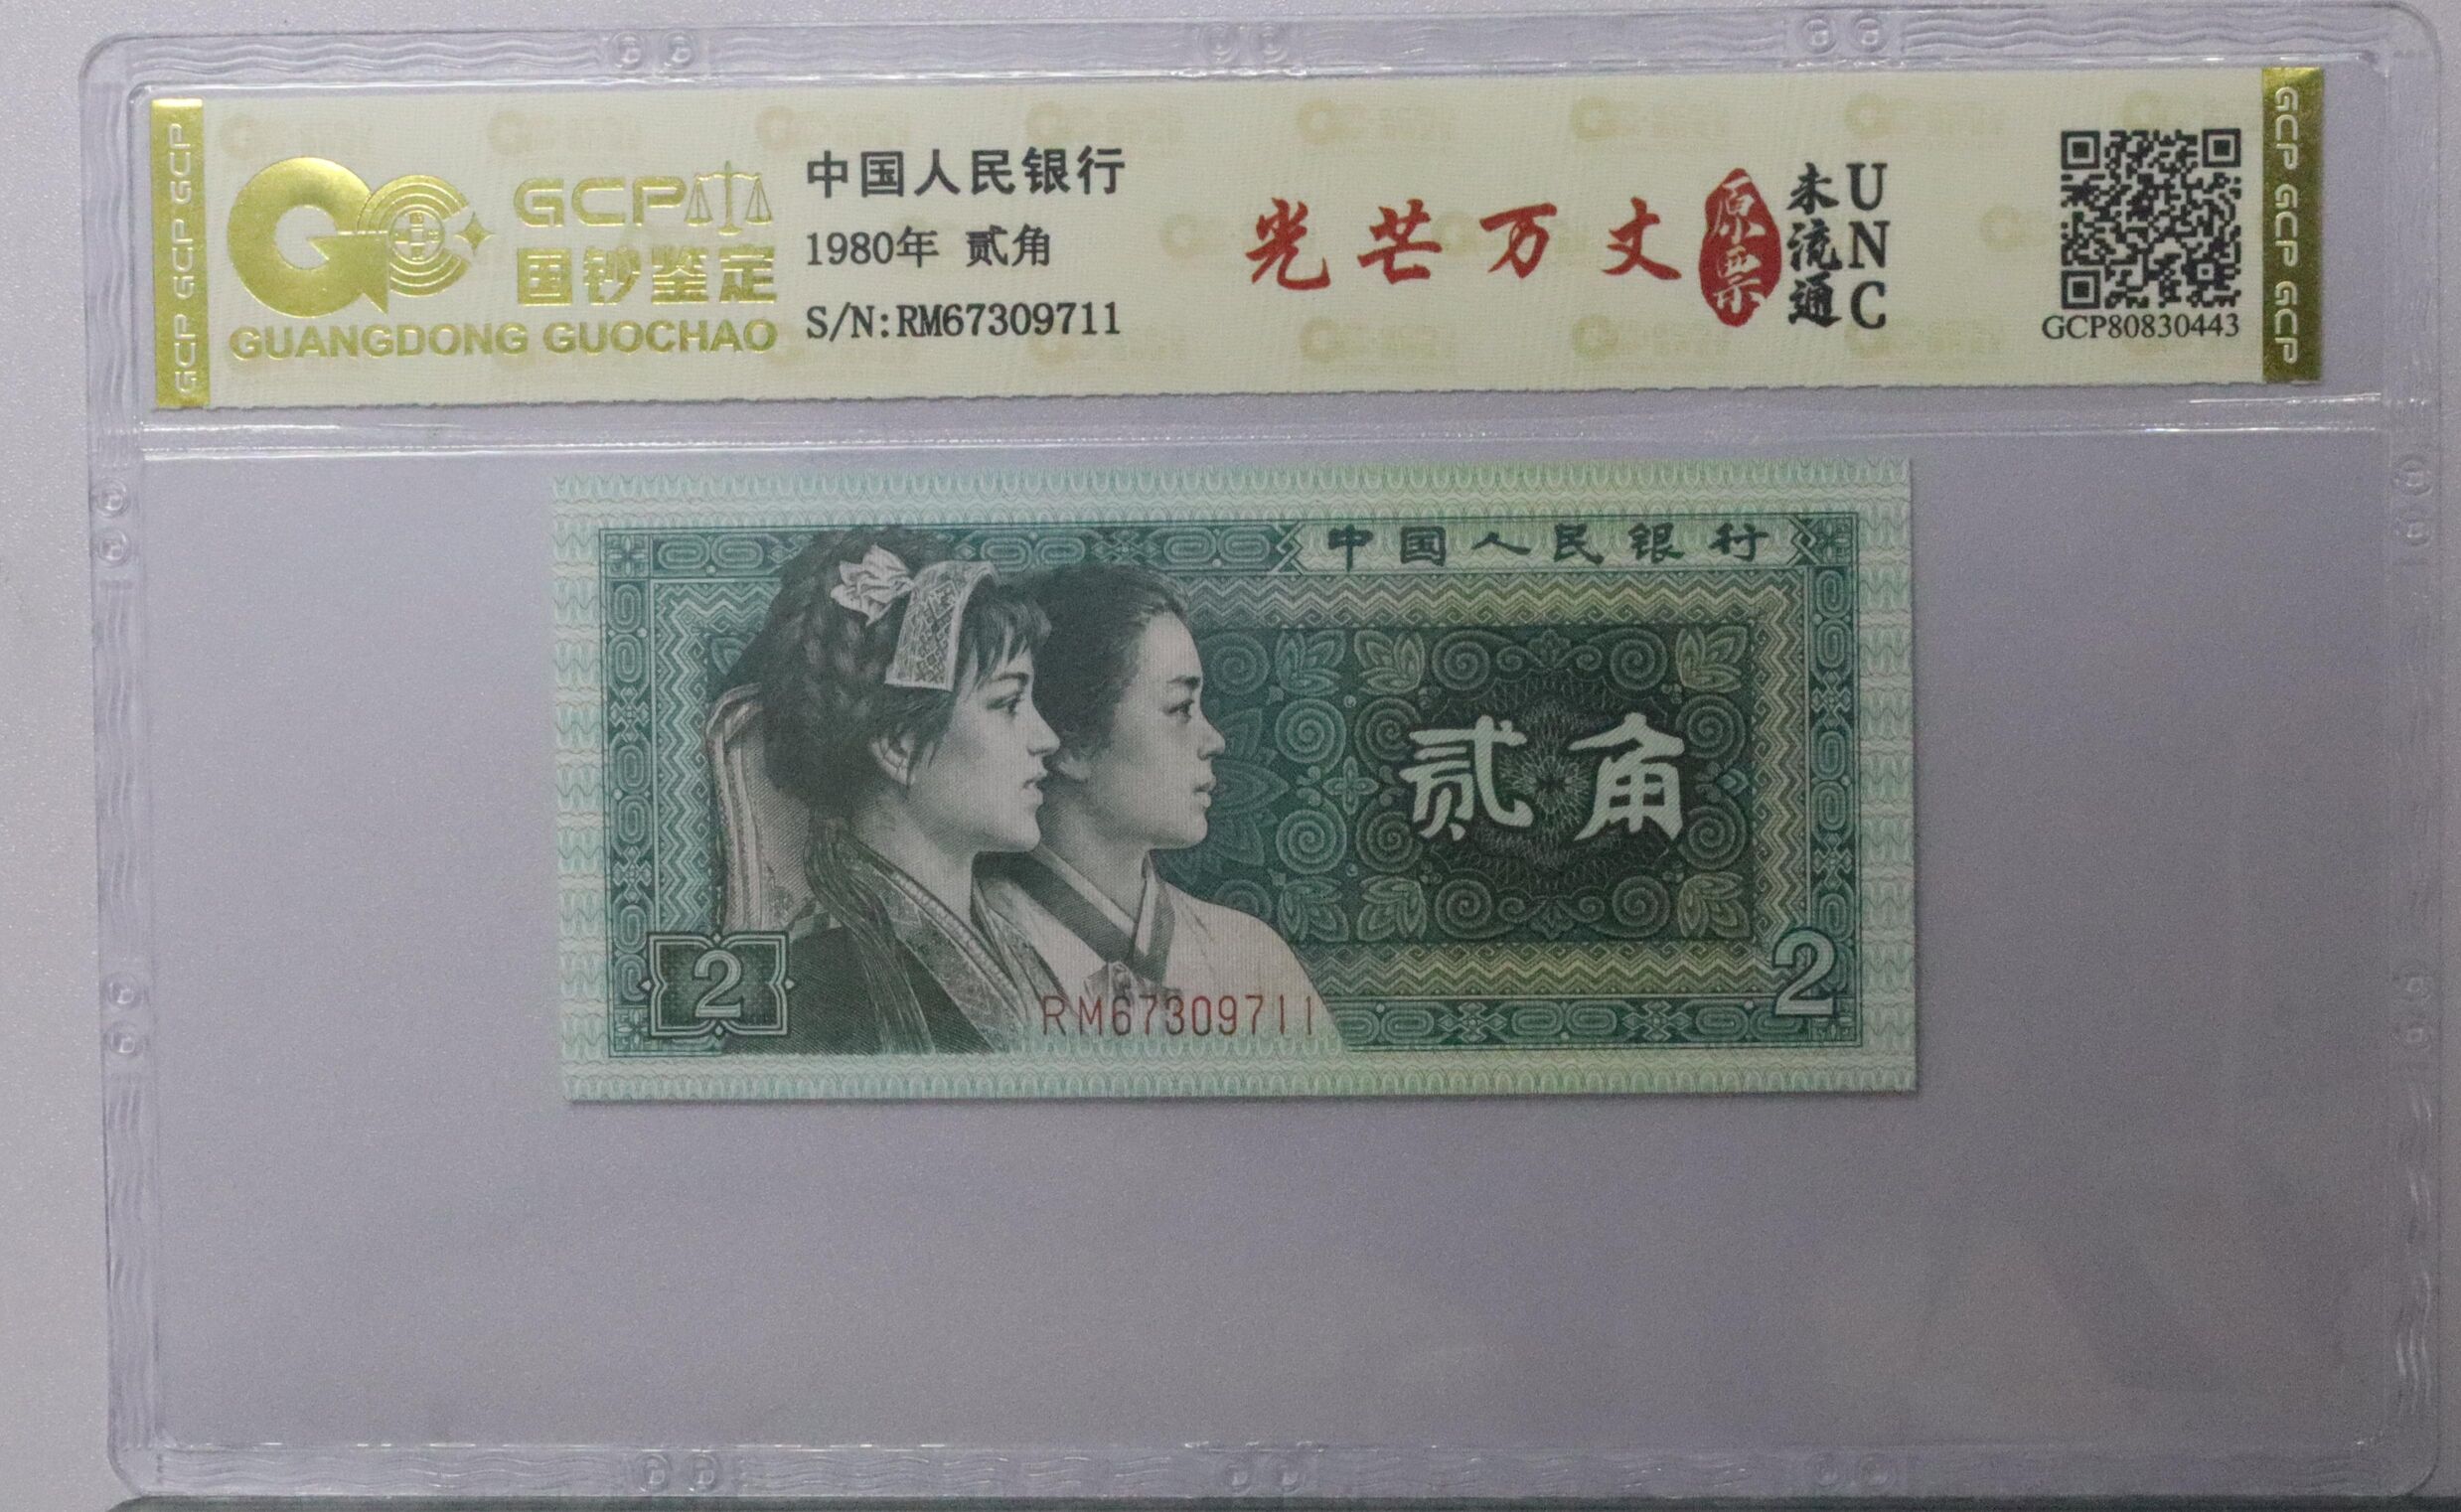 GCP GCP GCP
GCP
国钞鉴定
GUANGDONG GUOCHAO
中国人民银行
1980年 贰角
S/N:RM67309711
光芒万丈
原票
未流通
UNC
GCP80830443
GCP GCP GCP
中国人民银行
贰角
2
2
RM67309711